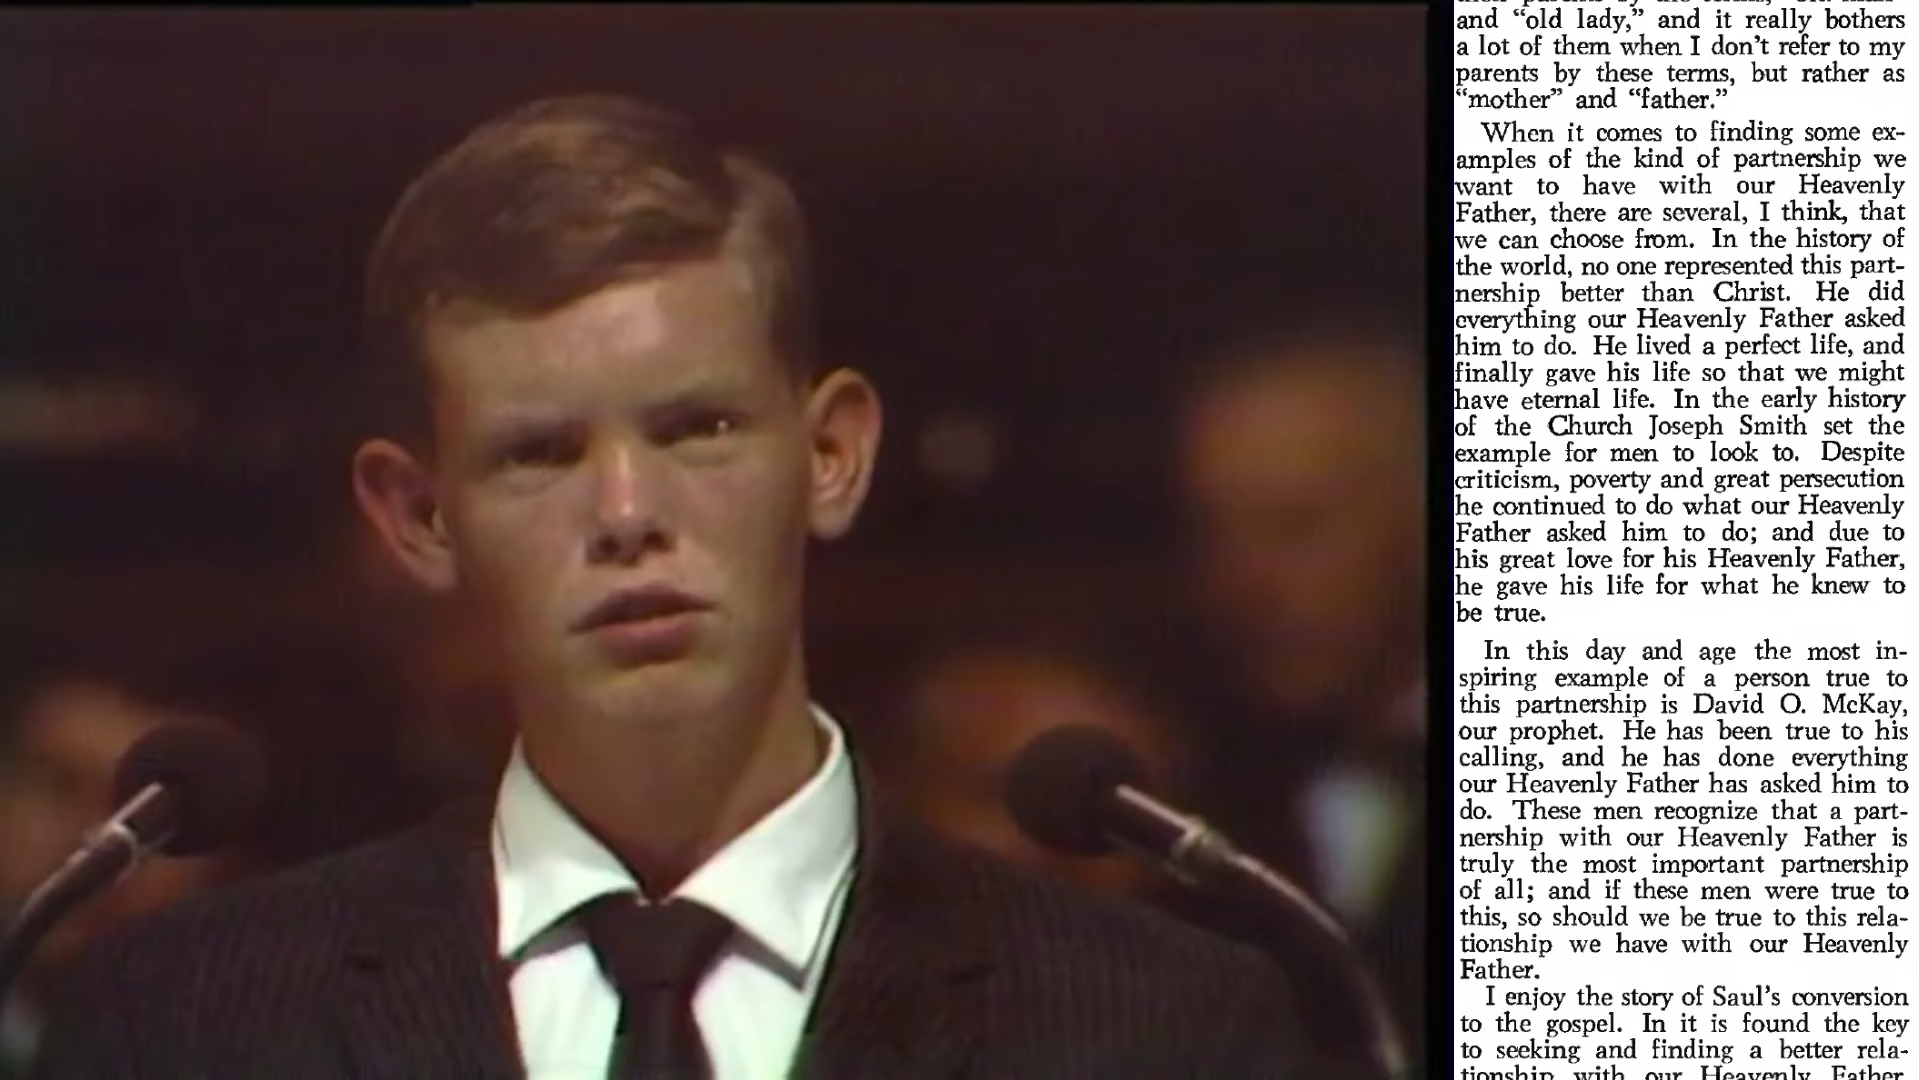 and “old lady,” and it really bothers
a lot of them when I don’t refer to my
parents by these terms, but rather as
“mother” and “father.”
When it comes to finding some ex-
amples of the kind of partnership we
want to have with our Heavenly
Father, there are several, I think, that
we can choose from. In the history of
the world, no one represented this part-
nership better than Christ. He did
everything our Heavenly Father asked
him to do. He lived a perfect life, and
finally gave his life so that we might
have eternal life. In the early history
of the Church Joseph Smith set the
example for men to look to. Despite
criticism, poverty and great persecution
he continued to do what our Heavenly
Father asked him to do; and due to
his great love for his Heavenly Father,
he gave his life for what he knew to
be true.
In this day and age the most in-
spiring example of a person true to
this partnership is David O. McKay,
our prophet. He has been true to his
calling, and he has done everything
our Heavenly Father has asked him to
do. These men recognize that a part-
nership with our Heavenly Father is
truly the most important partnership
of all; and if these men were true to
this, so should we be true to this rela-
tionship we have with our Heavenly
Father.
I enjoy the story of Saul’s conversion
to the gospel. In it is found the key
to seeking and finding a better rela-
tionship with our Heavenly Father.